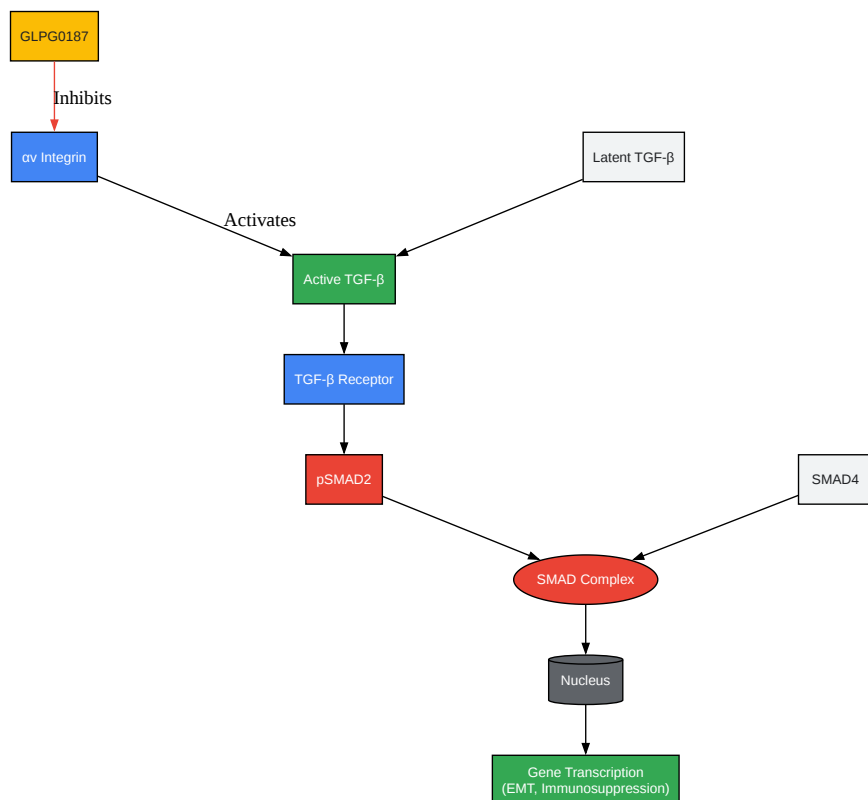 GLPG0187
Inhibits
αv Integrin
Latent TGF-β
Activates
Active TGF-β
TGF-β Receptor
pSMAD2
SMAD4
SMAD Complex
Nucleus
Gene Transcription
(EMT, Immunosuppression)